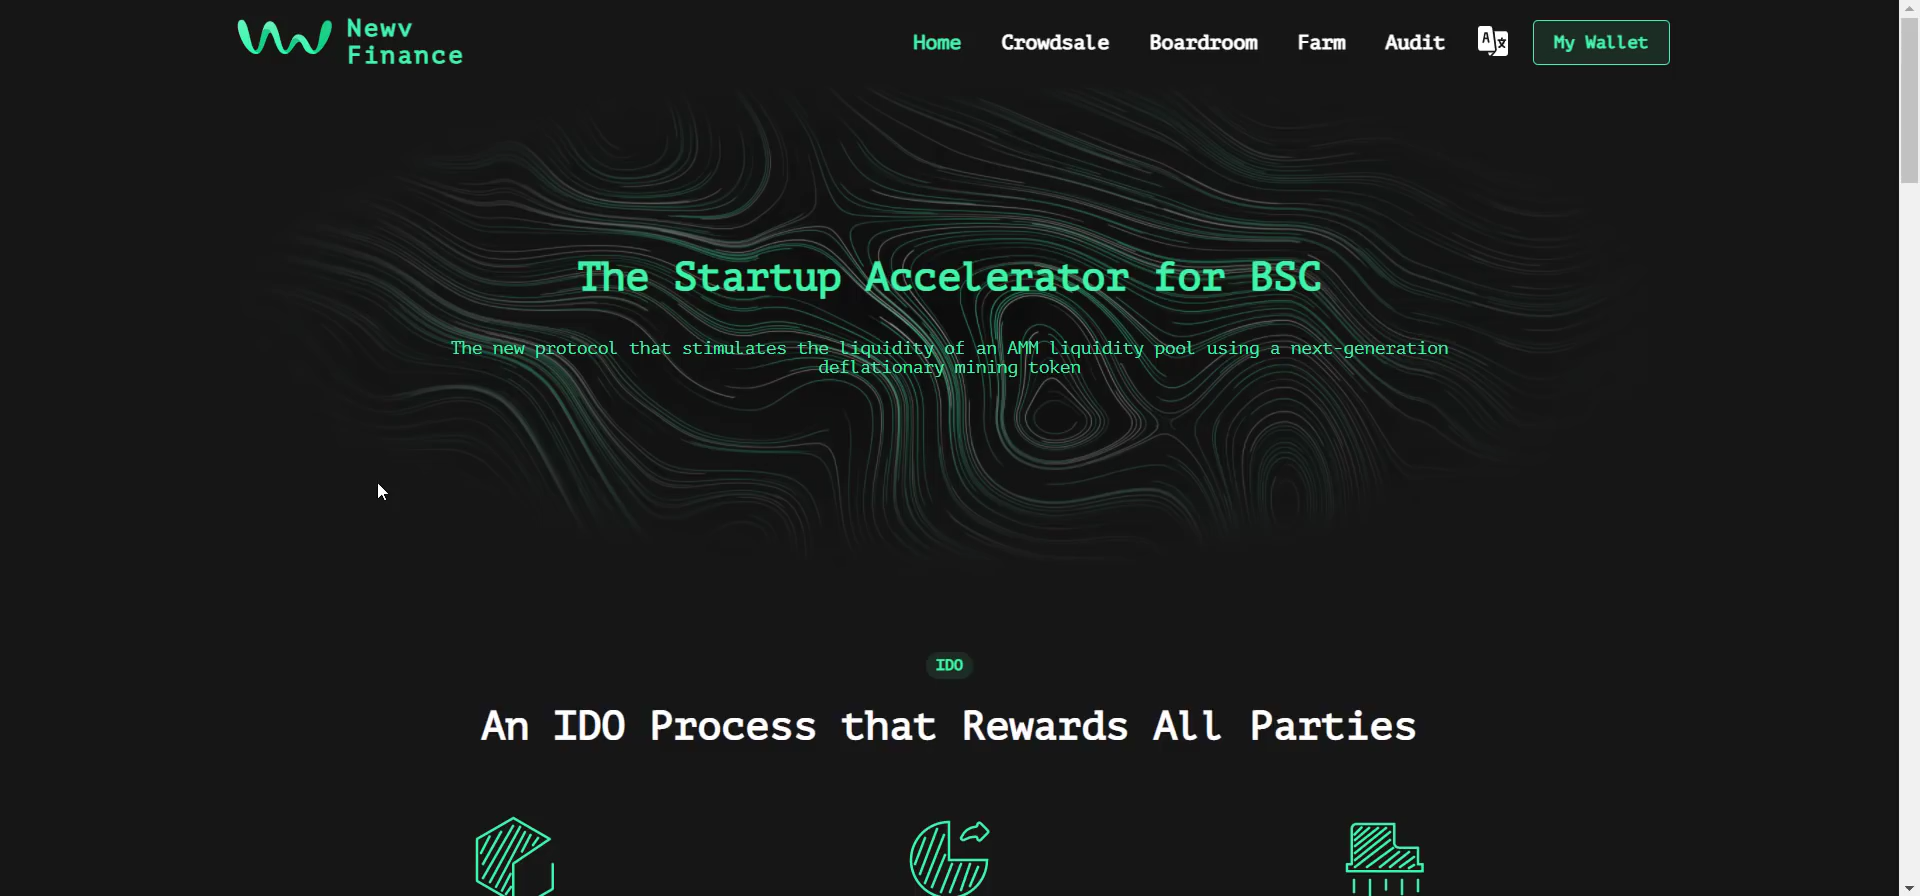 Newv
Finance
Home
Crowdsale
Boardroom
Farm
Audit
My Wallet
The Startup Accelerator for BSC
The new protocol that stimulates the liquidity of an AMM liquidity pool using a next-generation
deflationary mining token
IDO
An IDO Process that Rewards All Parties